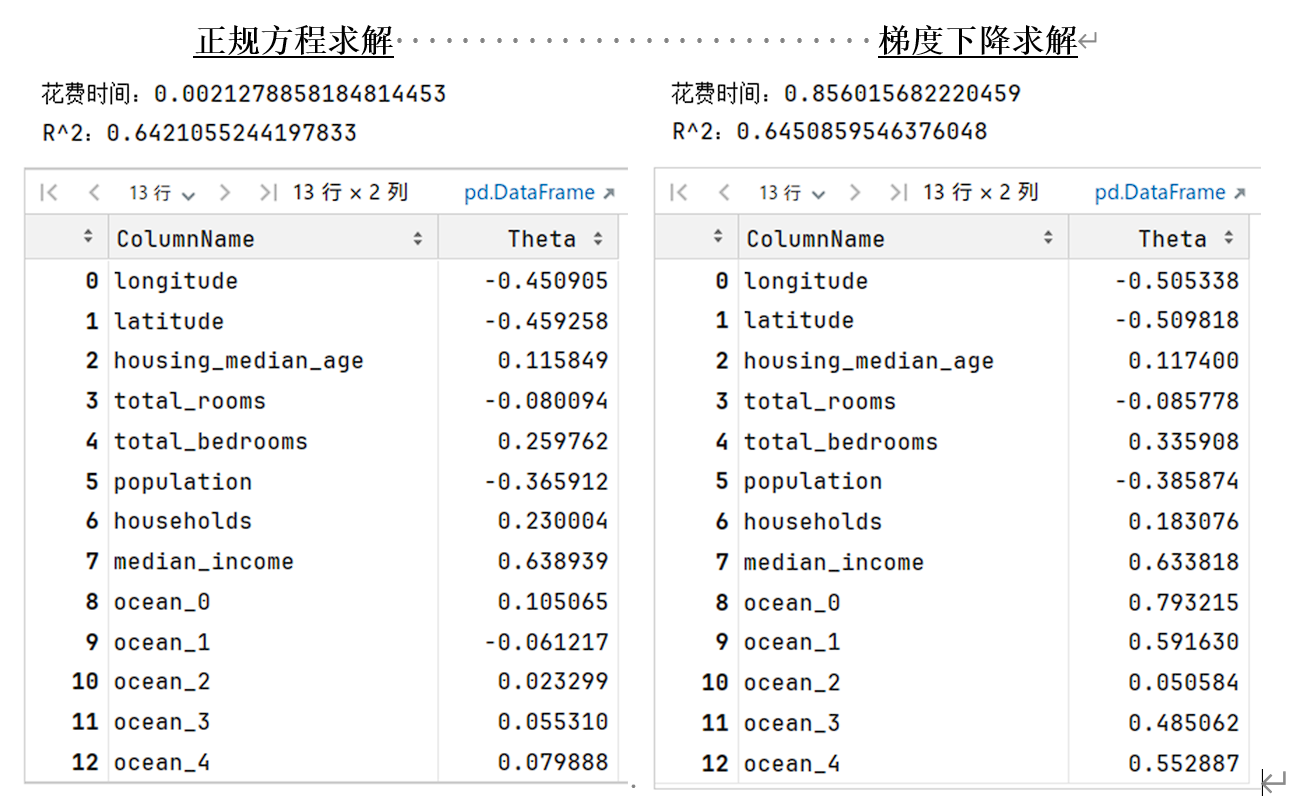 正规方程求解 梯度下降求解
花费时间：0.0021278858184814453
R^2：0.6421055244197833
13 行 13 行 × 2 列 pd.DataFrame
ColumnName Theta
0 longitude -0.450905
1 latitude -0.459258
2 housing_median_age 0.115849
3 total_rooms -0.080094
4 total_bedrooms 0.259762
5 population -0.365912
6 households 0.230004
7 median_income 0.638939
8 ocean_0 0.105065
9 ocean_1 -0.061217
10 ocean_2 0.023299
11 ocean_3 0.055310
12 ocean_4 0.079888
花费时间：0.856015682220459
R^2：0.6450859546376048
13 行 13 行 × 2 列 pd.DataFrame
ColumnName Theta
0 longitude -0.505338
1 latitude -0.509818
2 housing_median_age 0.117400
3 total_rooms -0.085778
4 total_bedrooms 0.335908
5 population -0.385874
6 households 0.183076
7 median_income 0.633818
8 ocean_0 0.793215
9 ocean_1 0.591630
10 ocean_2 0.050584
11 ocean_3 0.485062
12 ocean_4 0.552887